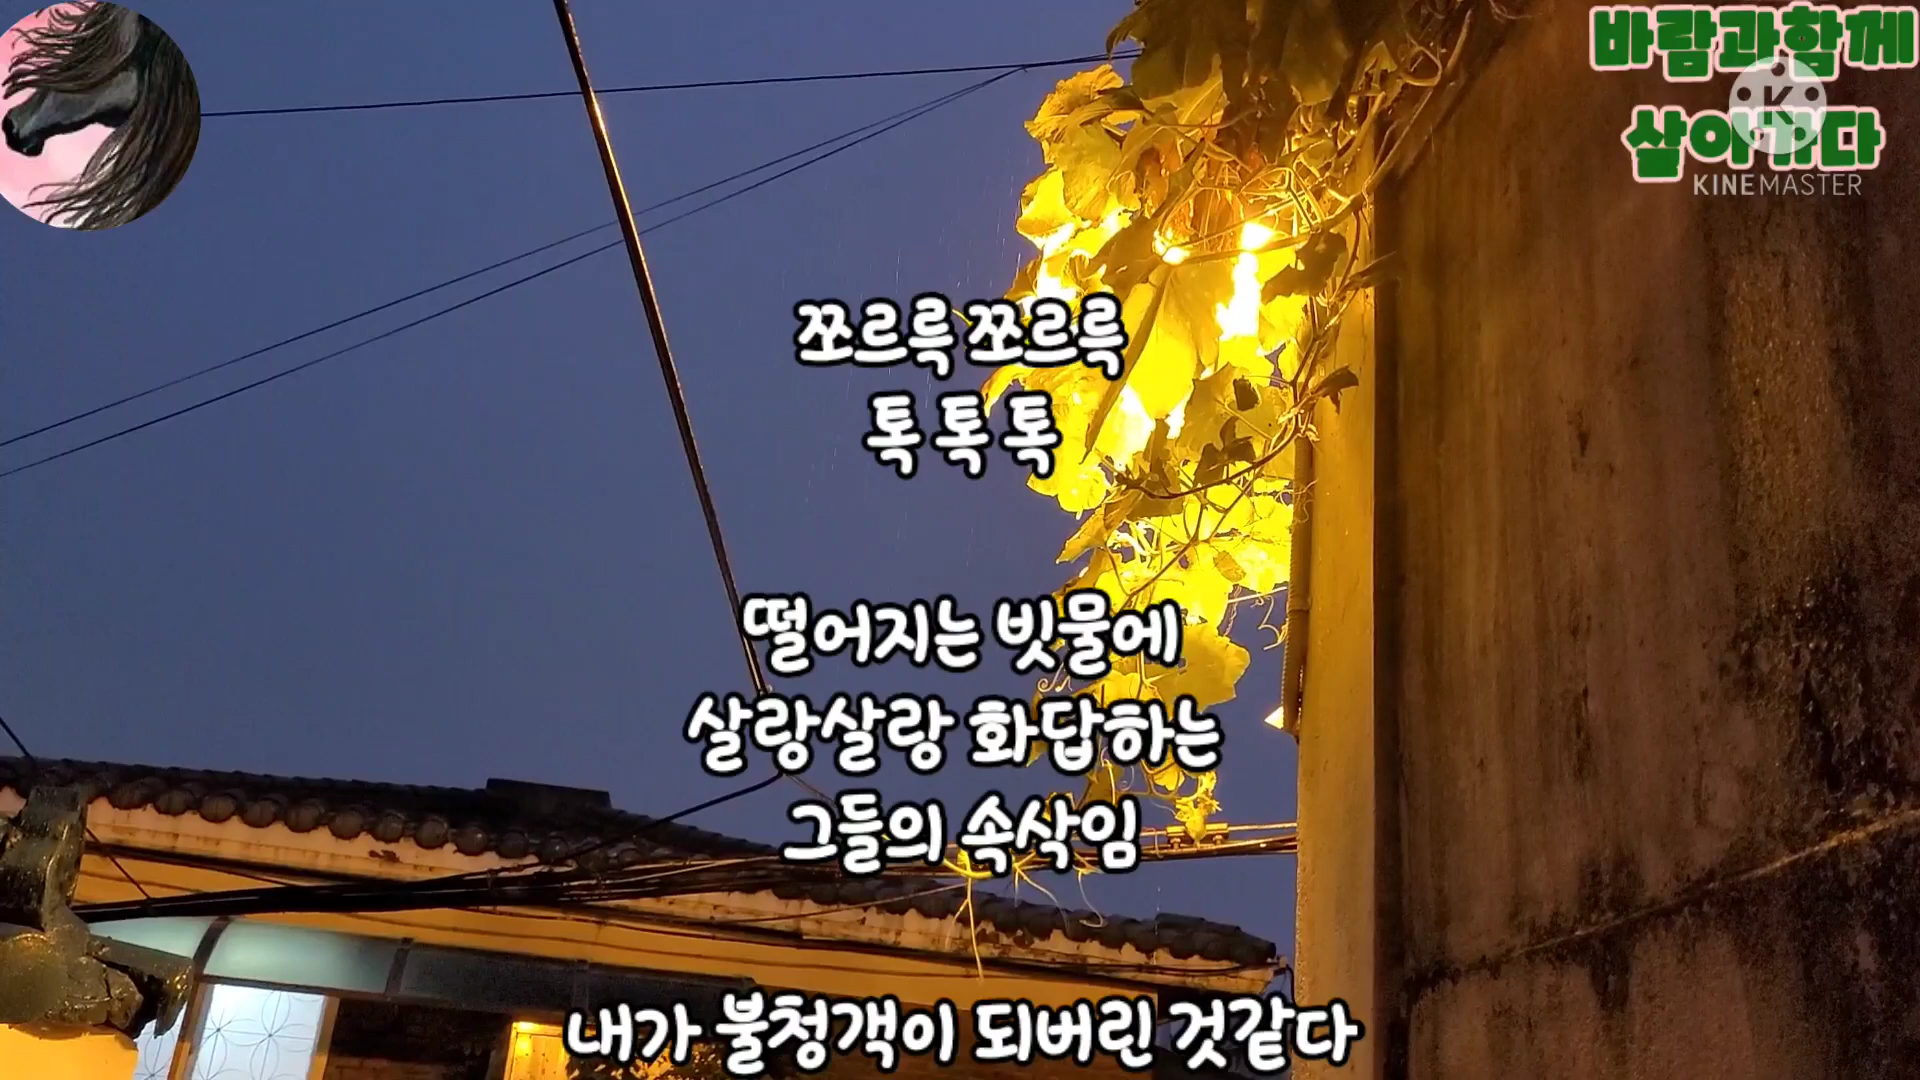 바람과함께
살아가다
KINEMASTER
쪼르륵 쪼르륵
톡 톡 톡
떨어지는 빗물에
살랑살랑 화답하는
그들의 속삭임
내가 불청객이 되버린 것같다